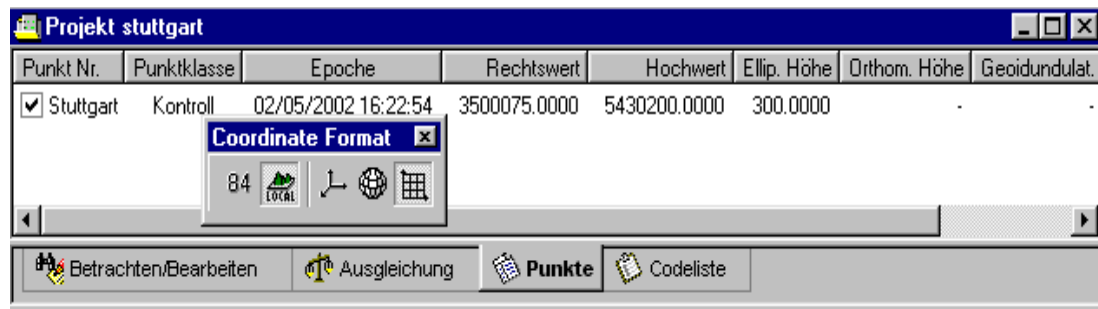 Projekt stuttgart
Punkt Nr. Punktklasse Epoche Rechtswert Hochwert Ellip. Höhe Orthom. Höhe Geoidundulat.
Stuttgart Kontroll 02/05/2002 16:22:54 3500075.0000 5430200.0000 300.0000 - -
Coordinate Format
84 LOCAL
Betrachten/Bearbeiten Ausgleichung Punkte Codeliste